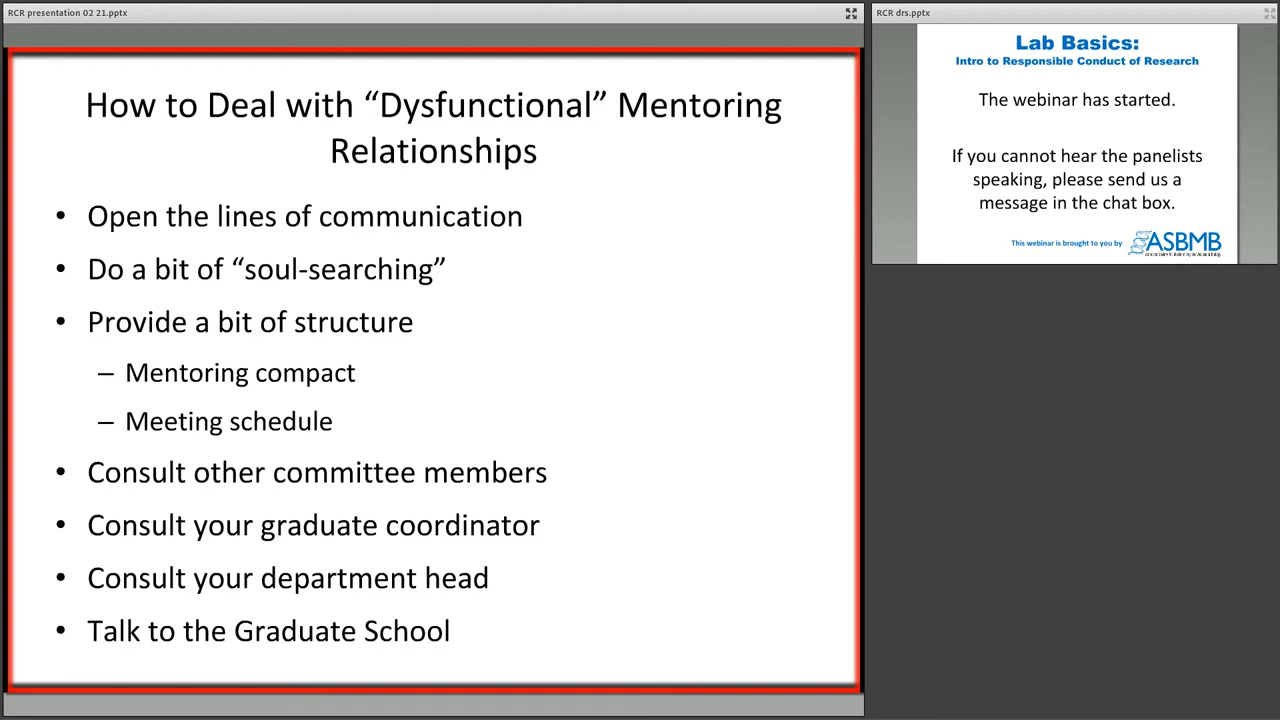 RCR presentation 02 21.pptx
How to Deal with “Dysfunctional” Mentoring
Relationships
• Open the lines of communication
• Do a bit of “soul-searching”
• Provide a bit of structure
– Mentoring compact
– Meeting schedule
• Consult other committee members
• Consult your graduate coordinator
• Consult your department head
• Talk to the Graduate School
RCR drs.pptx
Lab Basics:
Intro to Responsible Conduct of Research
The webinar has started.
If you cannot hear the panelists
speaking, please send us a
message in the chat box.
This webinar is brought to you by
ASBMB